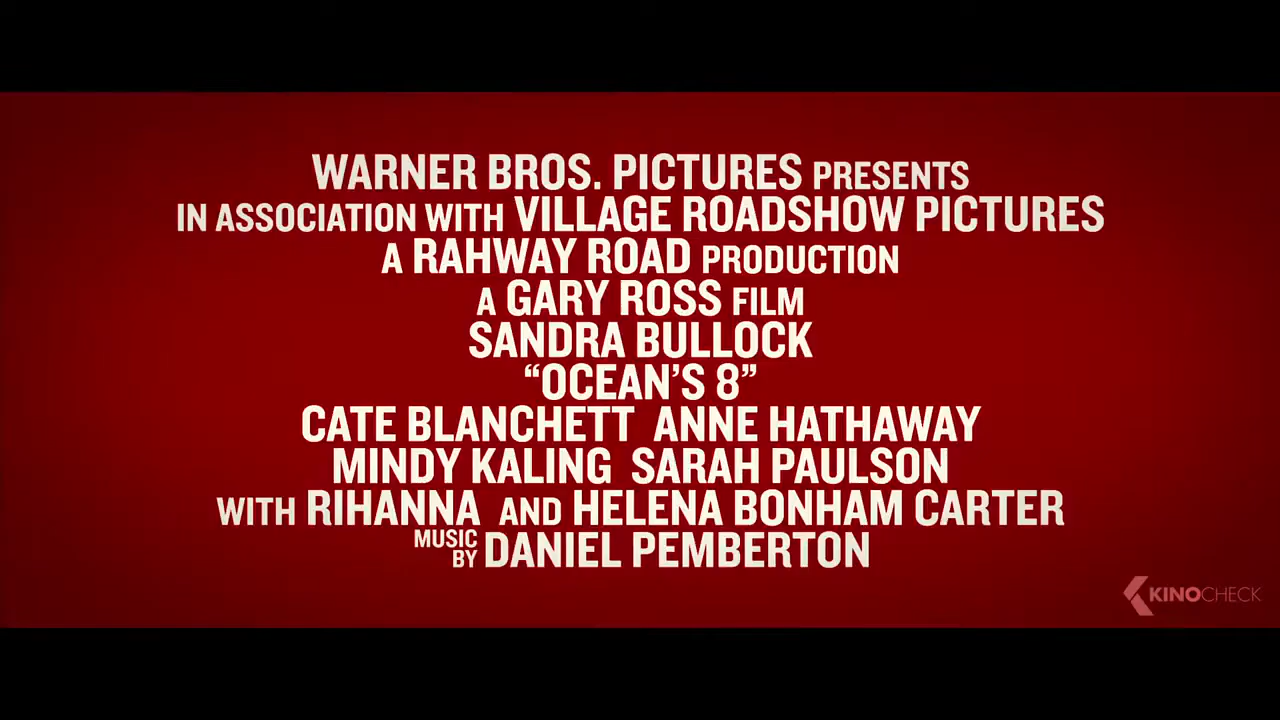 WARNER BROS. PICTURES PRESENTS
IN ASSOCIATION WITH VILLAGE ROADSHOW PICTURES
A RAHWAY ROAD PRODUCTION
A GARY ROSS FILM
SANDRA BULLOCK
“OCEAN’S 8”
CATE BLANCHETT ANNE HATHAWAY
MINDY KALING SARAH PAULSON
WITH RIHANNA AND HELENA BONHAM CARTER
MUSIC BY DANIEL PEMBERTON
KINOCHECK